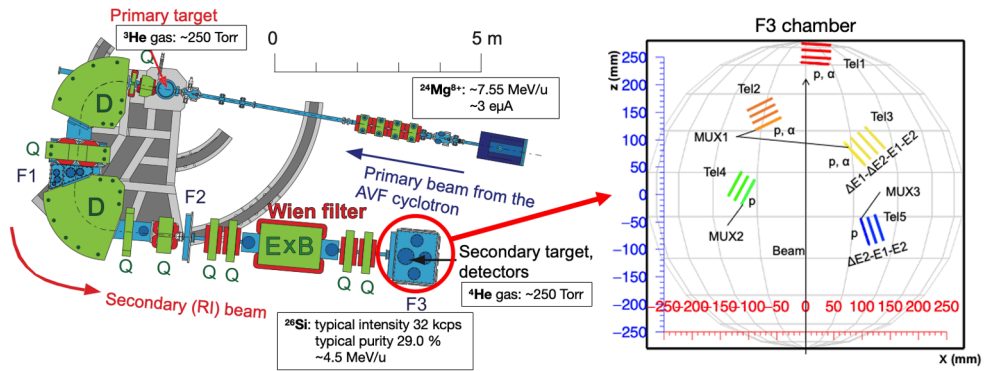 Primary target
³He gas: ~250 Torr
Q
D
0
5 m
²⁴Mg⁸⁺: ~7.55 MeV/u
~3 eμA
Q
F1
Primary beam from the
AVF cyclotron
D
F2
Wien filter
ExB
Q
Q
Q
Q
Q
Q
Secondary target,
detectors
F3
⁴He gas: ~250 Torr
Secondary (RI) beam
²⁶Si: typical intensity 32 kcps
typical purity 29.0 %
~4.5 MeV/u
F3 chamber
z (mm)
250
200
150
100
50
0
−50
−100
−150
−200
−250
Tel1
p, α
Tel2
p, α
MUX1
Tel3
p, α
ΔE1-ΔE2-E1-E2
Tel4
p
MUX2
MUX3
Tel5
p
ΔE2-E1-E2
Beam
−250 −200 −150 −100 −50 0 50 100 150 200 250
X (mm)